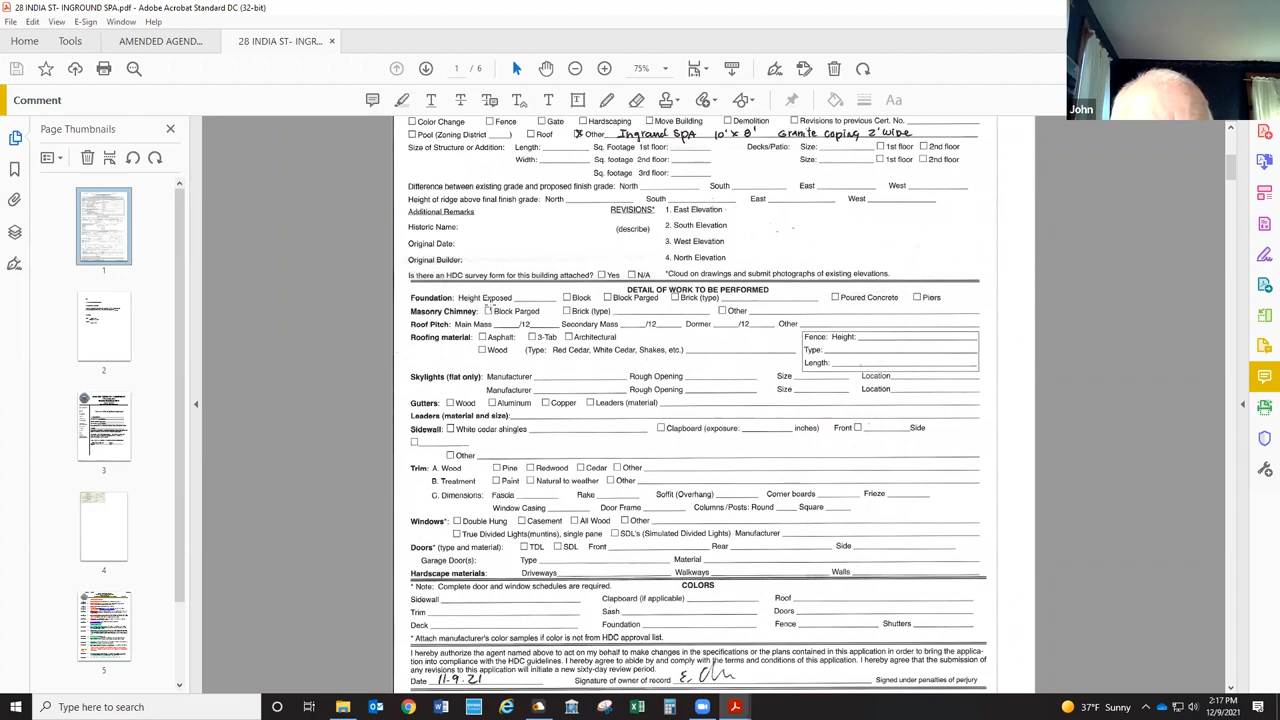 28 INDIA ST- INGROUND SPA.pdf - Adobe Acrobat Standard DC (32-bit)
File Edit View E-Sign Window Help
Home Tools AMENDED AGEND... 28 INDIA ST- INGR... ×
1 / 6 75%
Comment
John
Page Thumbnails
1
2
3
4
5
Color Change Fence Gate Hardscaping Move Building Demolition Revisions to previous Cert. No.
Pool (Zoning District ) Roof Other Ingrand Spa 10' x 8' Granite coping 2' wide
Size of Structure or Addition: Length: Sq. Footage 1st floor: Decks/Patio: Size: 1st floor 2nd floor
Width: Sq. footage 2nd floor: Size: 1st floor 2nd floor
Sq. footage 3rd floor:
Difference between existing grade and proposed finish grade: North South East West
Height of ridge above final finish grade: North South East West
Additional Remarks REVISIONS* 1. East Elevation
Historic Name: (describe) 2. South Elevation
Original Date: 3. West Elevation
Original Builder: 4. North Elevation
Is there an HDC survey form for this building attached? Yes N/A *Cloud on drawings and submit photographs of existing elevations.
DETAIL OF WORK TO BE PERFORMED
Foundation: Height Exposed Block Block Parged Brick (type) Poured Concrete Piers
Masonry Chimney: Block Parged Brick (type) Other
Roof Pitch: Main Mass /12 Secondary Mass /12 Dormer /12 Other
Roofing material: Asphalt: 3-Tab Architectural Fence: Height:
Wood (Type: Red Cedar, White Cedar, Shakes, etc.) Type:
Length:
Skylights (flat only): Manufacturer Rough Opening Size Location
Manufacturer Rough Opening Size Location
Gutters: Wood Aluminum Copper Leaders (material)
Leaders (material and size):
Sidewall: White cedar shingles Clapboard (exposure: inches) Front Side
Other
Trim: A. Wood Pine Redwood Cedar Other
B. Treatment Paint Natural to weather Other
C. Dimensions: Fascia Rake Soffit (Overhang) Corner boards Frieze
Window Casing Door Frame Columns /Posts: Round Square
Windows*: Double Hung Casement All Wood Other
True Divided Lights(muntins), single pane SDL's (Simulated Divided Lights) Manufacturer
Doors* (type and material): TDL SDL Front Rear Side
Garage Door(s): Type Material
Hardscape materials: Driveways Walkways Walls
* Note: Complete door and window schedules are required. COLORS
Sidewall Clapboard (if applicable) Roof
Trim Sash Doors
Deck Foundation Fence Shutters
* Attach manufacturer's color samples if color is not from HDC approval list.
I hereby authorize the agent named above to act on my behalf to make changes in the specifications or the plans contained in this application in order to bring the applica-
tion into compliance with the HDC guidelines. I hereby agree to abide by and comply with the terms and conditions of this application. I hereby agree that the submission of
any revisions to this application will initiate a new sixty-day review period.
Date 11-9-21 Signature of owner of record Signed under penalties of perjury
Type here to search 37°F Sunny 2:17 PM
12/9/2021